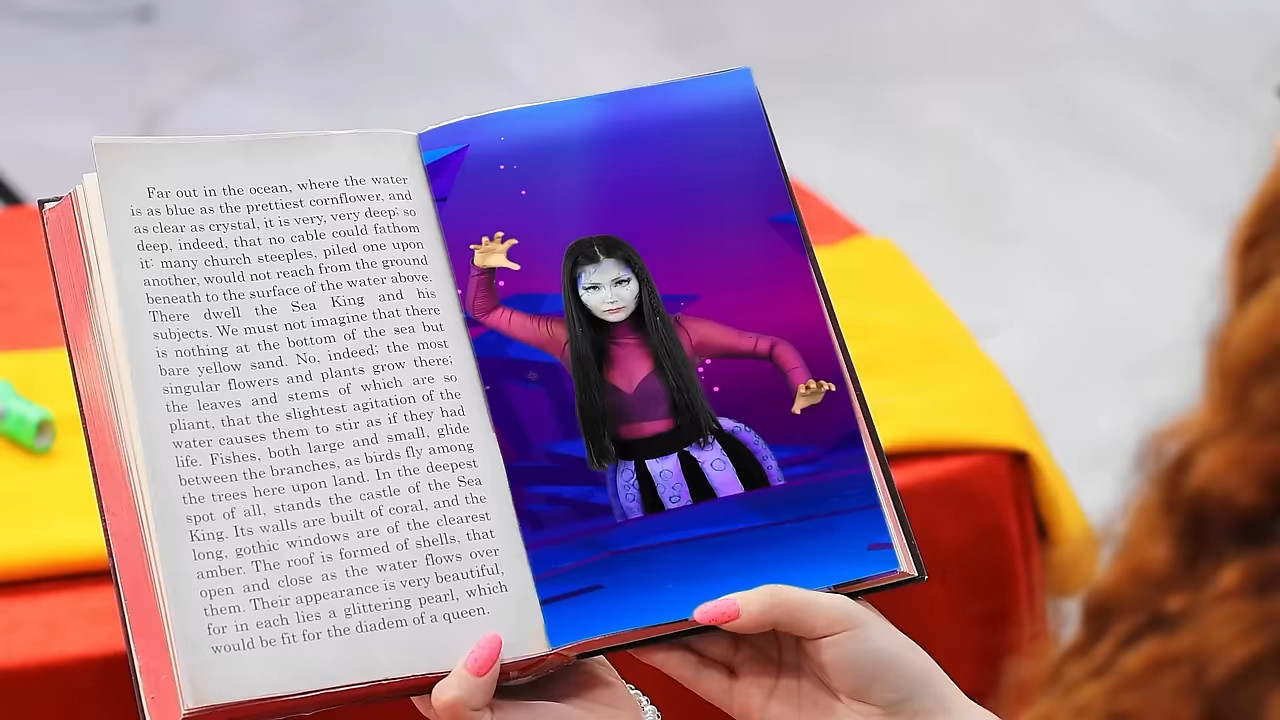 Far out in the ocean, where the water
is as blue as the prettiest cornflower, and
as clear as crystal, it is very, very deep; so
deep, indeed, that no cable could fathom
it: many church steeples, piled one upon
another, would not reach from the ground
beneath to the surface of the water above.
There dwell the Sea King and his
subjects. We must not imagine that there
is nothing at the bottom of the sea but
bare yellow sand. No, indeed; the most
singular flowers and plants grow there;
the leaves and stems of which are so
pliant, that the slightest agitation of the
water causes them to stir as if they had
life. Fishes, both large and small, glide
between the branches, as birds fly among
the trees here upon land. In the deepest
spot of all, stands the castle of the Sea
King. Its walls are built of coral, and the
long, gothic windows are of the clearest
amber. The roof is formed of shells, that
open and close as the water flows over
them. Their appearance is very beautiful,
for in each lies a glittering pearl, which
would be fit for the diadem of a queen.